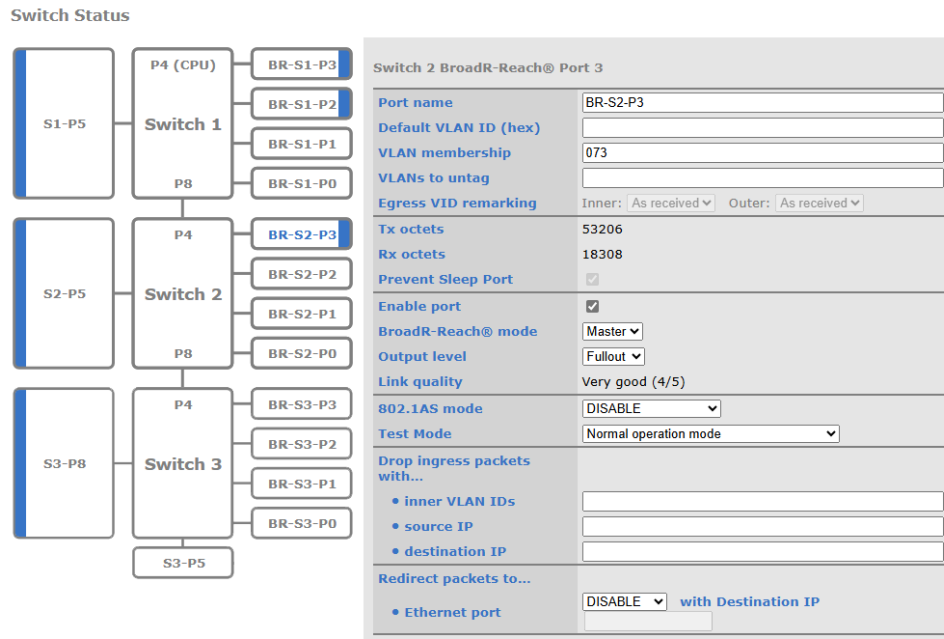 Switch Status
S1-P5
P4 (CPU)
Switch 1
P8
BR-S1-P3
BR-S1-P2
BR-S1-P1
BR-S1-P0
S2-P5
P4
Switch 2
P8
BR-S2-P3
BR-S2-P2
BR-S2-P1
BR-S2-P0
S3-P8
P4
Switch 3
BR-S3-P3
BR-S3-P2
BR-S3-P1
BR-S3-P0
S3-P5
Switch 2 BroadR-Reach® Port 3
Port name BR-S2-P3
Default VLAN ID (hex)
VLAN membership 073
VLANs to untag
Egress VID remarking Inner: As received Outer: As received
Tx octets 53206
Rx octets 18308
Prevent Sleep Port
Enable port
BroadR-Reach® mode Master
Output level Fullout
Link quality Very good (4/5)
802.1AS mode DISABLE
Test Mode Normal operation mode
Drop ingress packets
with...
• inner VLAN IDs
• source IP
• destination IP
Redirect packets to...
• Ethernet port DISABLE with Destination IP